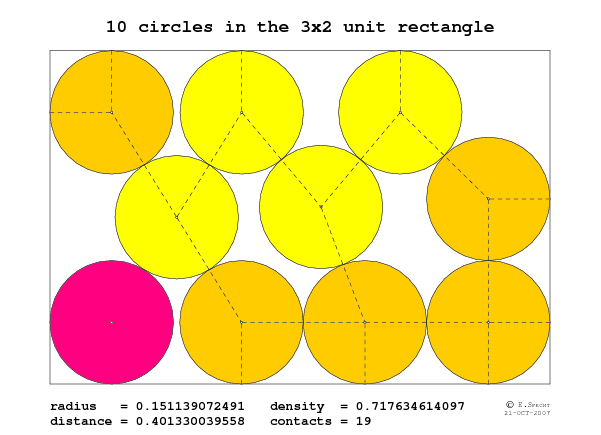 10 circles in the 3x2 unit rectangle
radius = 0.151139072491 density = 0.717634614097 © E.Specht
distance = 0.401330039558 contacts = 19 21-OCT-2007